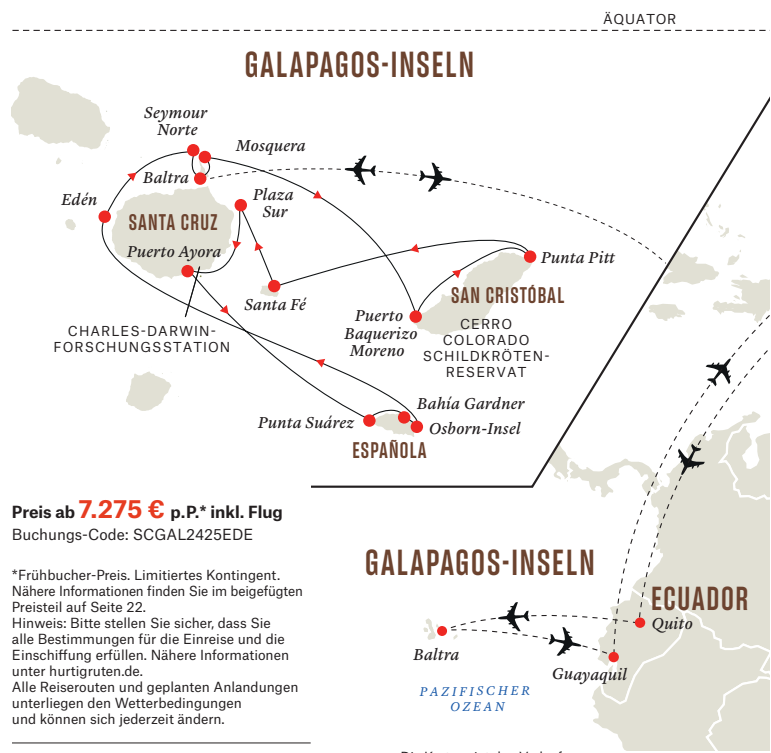 ÄQUATOR
GALAPAGOS-INSELN
Seymour
Norte
Mosquera
Baltra
Plaza
Sur
Edén
SANTA CRUZ
Puerto Ayora
Punta Pitt
Santa Fé
SAN CRISTÓBAL
Puerto
Baquerizo
Moreno
CERRO
COLORADO
SCHILDKRÖTEN-
RESERVAT
CHARLES-DARWIN-
FORSCHUNGSSTATION
Bahía Gardner
Punta Suárez
Osborn-Insel
ESPAÑOLA
Preis ab 7.275 € p.P.* inkl. Flug
Buchungs-Code: SCGAL2425EDE
*Frühbucher-Preis. Limitiertes Kontingent.
Nähere Informationen finden Sie im beigefügten
Preisteil auf Seite 22.
Hinweis: Bitte stellen Sie sicher, dass Sie
alle Bestimmungen für die Einreise und die
Einschiffung erfüllen. Nähere Informationen
unter hurtigruten.de.
Alle Reiserouten und geplanten Anlandungen
unterliegen den Wetterbedingungen
und können sich jederzeit ändern.
GALAPAGOS-INSELN
ECUADOR
Quito
Baltra
Guayaquil
PAZIFISCHER
OZEAN